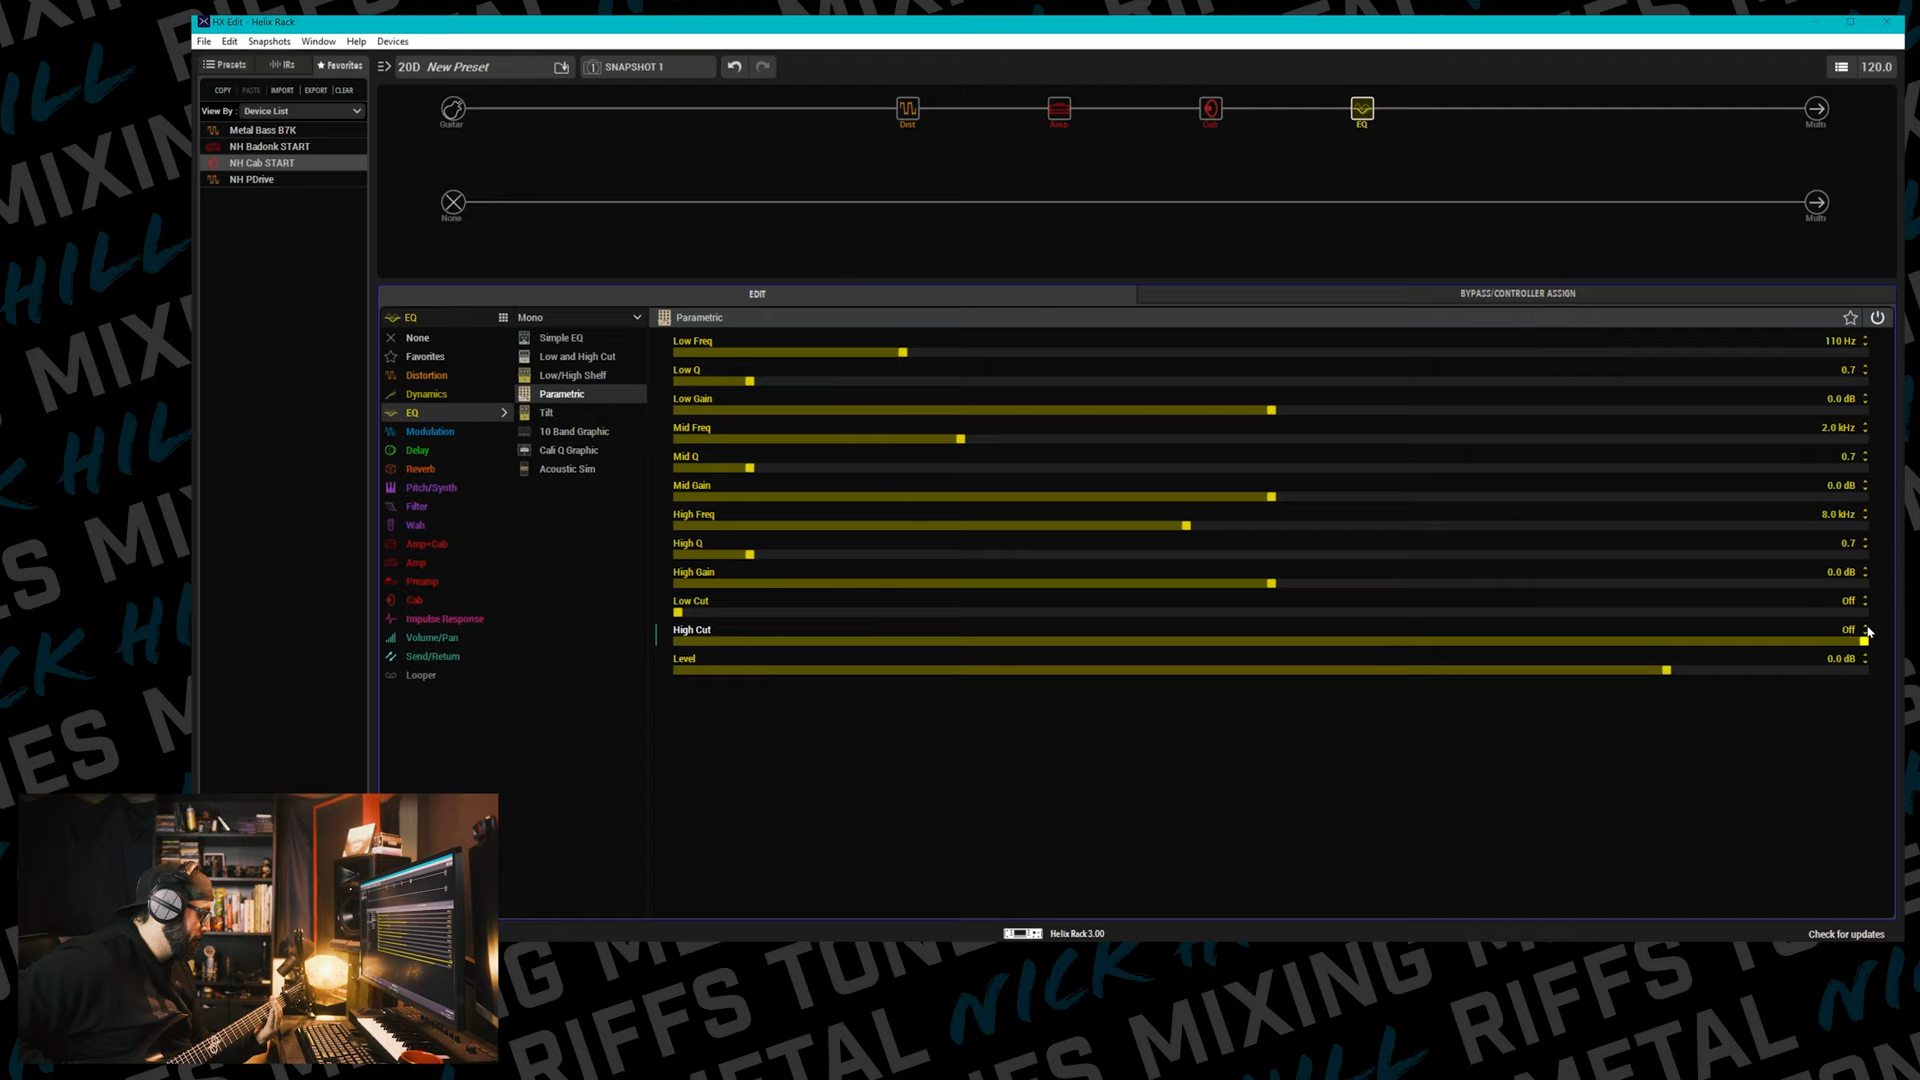 HX Edit - Helix Rack
File Edit Snapshots Window Help Devices
Presets IRs Favorites
20D New Preset
1 SNAPSHOT 1
120.0
COPY PASTE IMPORT EXPORT CLEAR
View By: Device List
Metal Bass B7K
NH Badonk START
NH Cab START
NH PDrive
Guitar
Dist
Amp
Cab
EQ
Multi
None
Multi
EDIT
BYPASS/CONTROLLER ASSIGN
EQ
None
Favorites
Distortion
Dynamics
EQ
Modulation
Delay
Reverb
Pitch/Synth
Filter
Wah
Amp+Cab
Amp
Preamp
Cab
Impulse Response
Volume/Pan
Send/Return
Looper
Mono
Simple EQ
Low and High Cut
Low/High Shelf
Parametric
Tilt
10 Band Graphic
Cali Q Graphic
Acoustic Sim
Parametric
Low Freq 110 Hz
Low Q 0.7
Low Gain 0.0 dB
Mid Freq 2.0 kHz
Mid Q 0.7
Mid Gain 0.0 dB
High Freq 8.0 kHz
High Q 0.7
High Gain 0.0 dB
Low Cut Off
High Cut Off
Level 0.0 dB
Helix Rack 3.00
Check for updates
MIXING
HILL
NICK
MIXING
RIFFS TONES
METAL